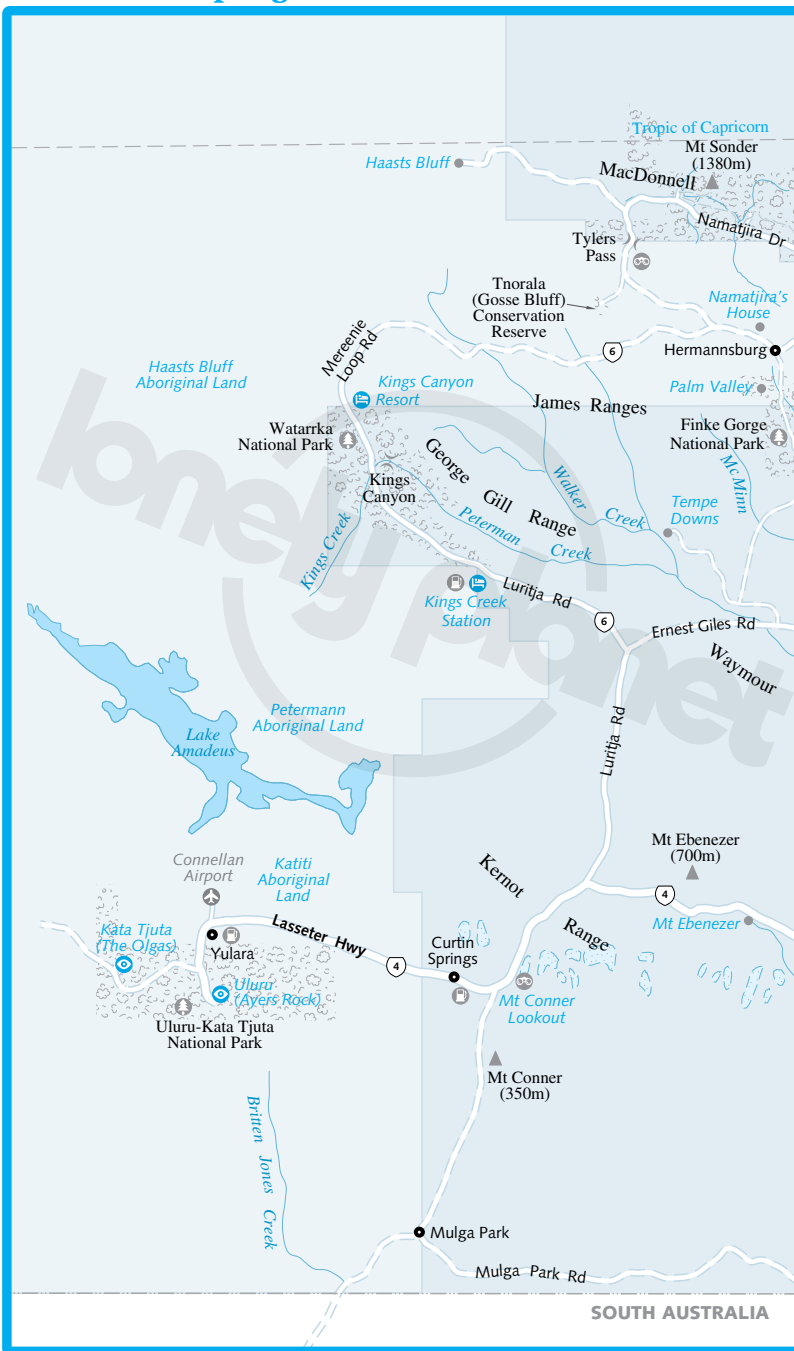 Tropic of Capricorn
Mt Sonder
(1380m)
Haasts Bluff
MacDonnell
Namatjira Dr
Tylers
Pass
Tnorala
(Gosse Bluff)
Conservation
Reserve
Namatjira's
House
Mereenie
Loop Rd
6
Hermannsburg
Haasts Bluff
Aboriginal Land
Kings Canyon
Resort
Palm Valley
James Ranges
Watarrka
National Park
Finke Gorge
National Park
George Gill Range
Kings
Canyon
Walker Creek
McMinn
Tempe
Downs
Peterman Creek
Kings Creek
Kings Creek
Station
Luritja Rd
6
Ernest Giles Rd
Waymour
Petermann
Aboriginal Land
Lake
Amadeus
Luritja Rd
lonely planet
Mt Ebenezer
(700m)
Connellan
Airport
Katiti
Aboriginal
Land
Kernot Range
4
Mt Ebenezer
Kata Tjuta
(The Olgas)
Lasseter Hwy
Yulara
4
Curtin
Springs
Uluru
(Ayers Rock)
Mt Conner
Lookout
Uluru-Kata Tjuta
National Park
Mt Conner
(350m)
Britten Jones Creek
Mulga Park
Mulga Park Rd
SOUTH AUSTRALIA